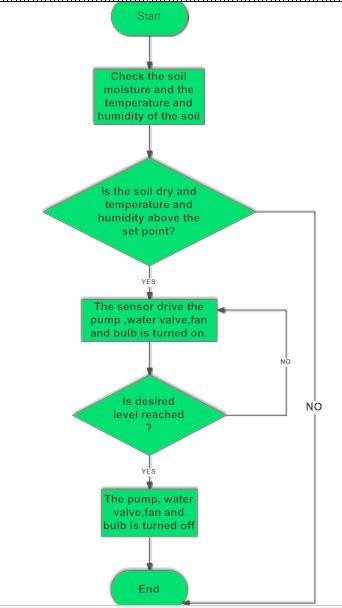 Start
Check the soil
moisture and the
temperature and
humidity of the soil
Is the soil dry and
temperature and
humidity above the
set point?
YES
The sensor drive the
pump ,water valve,fan
and bulb is turned on.
NO
Is desired
level reached
?
NO
YES
The pump, water
valve,fan and
bulb is turned off
End